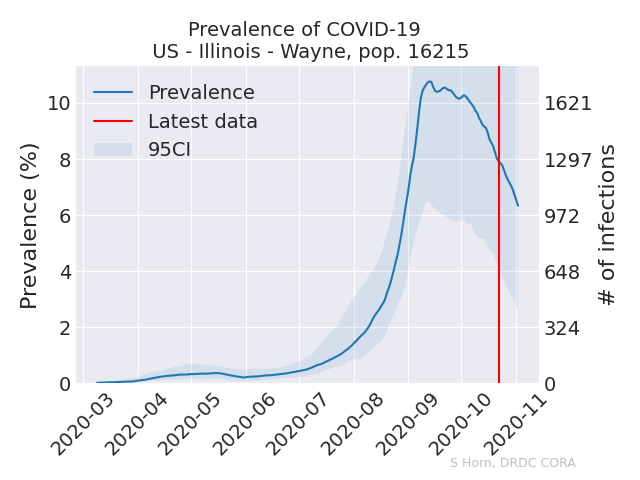 Prevalence of COVID-19
US - Illinois - Wayne, pop. 16215
Prevalence
Latest data
95CI
Prevalence (%)
10
8
6
4
2
0
1621
1297
972
648
324
0
# of infections
2020-03
2020-04
2020-05
2020-06
2020-07
2020-08
2020-09
2020-10
2020-11
S Horn, DRDC CORA